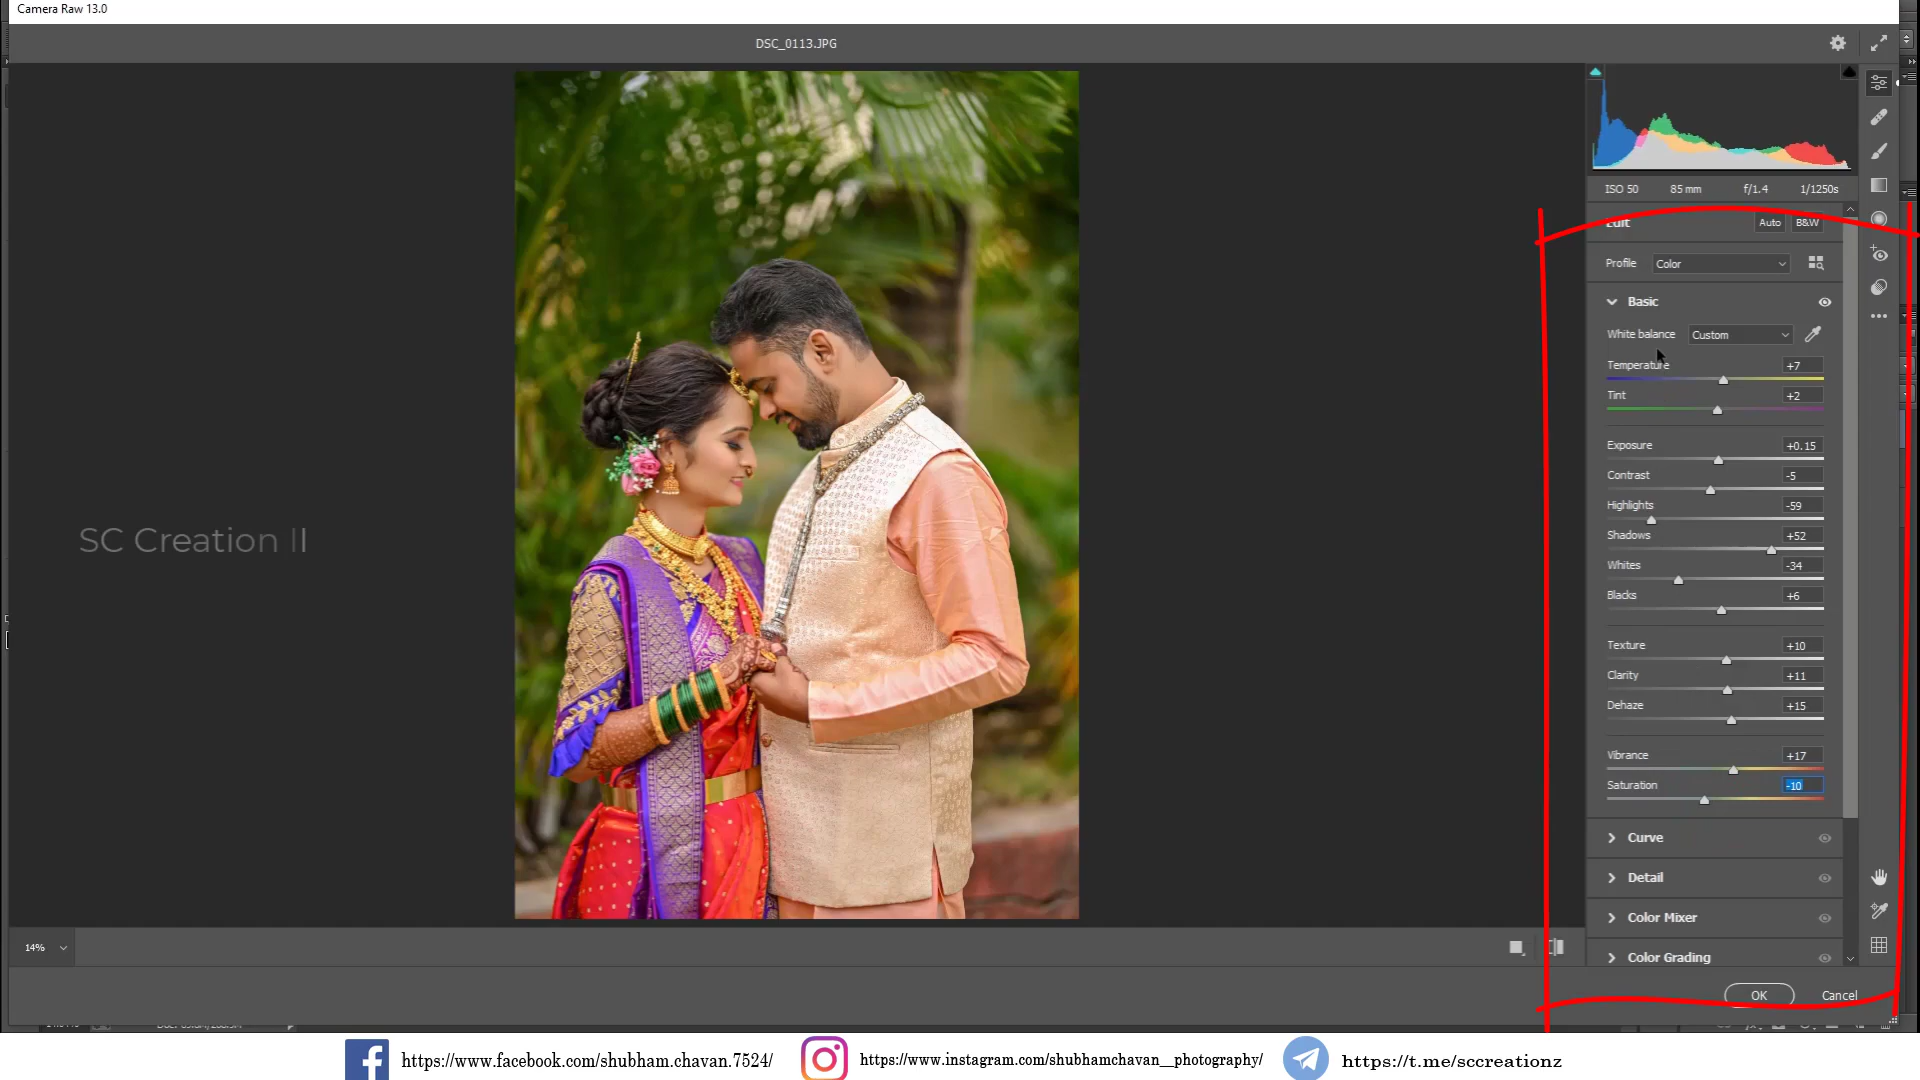 Camera Raw 13.0
DSC_0113.JPG
ISO 50 85 mm f/1.4 1/1250s
Edit Auto B&W
Profile Color
Basic
White balance Custom
Temperature +7
Tint +2
Exposure +0.15
Contrast -5
Highlights -59
Shadows +52
Whites -34
Blacks +6
Texture +10
Clarity +11
Dehaze +15
Vibrance +17
Saturation -10
Curve
Detail
Color Mixer
Color Grading
SC Creation II
14%
OK Cancel
https://www.facebook.com/shubham.chavan.7524/ https://www.instagram.com/shubhamchavan__photography/ https://t.me/sccreationz